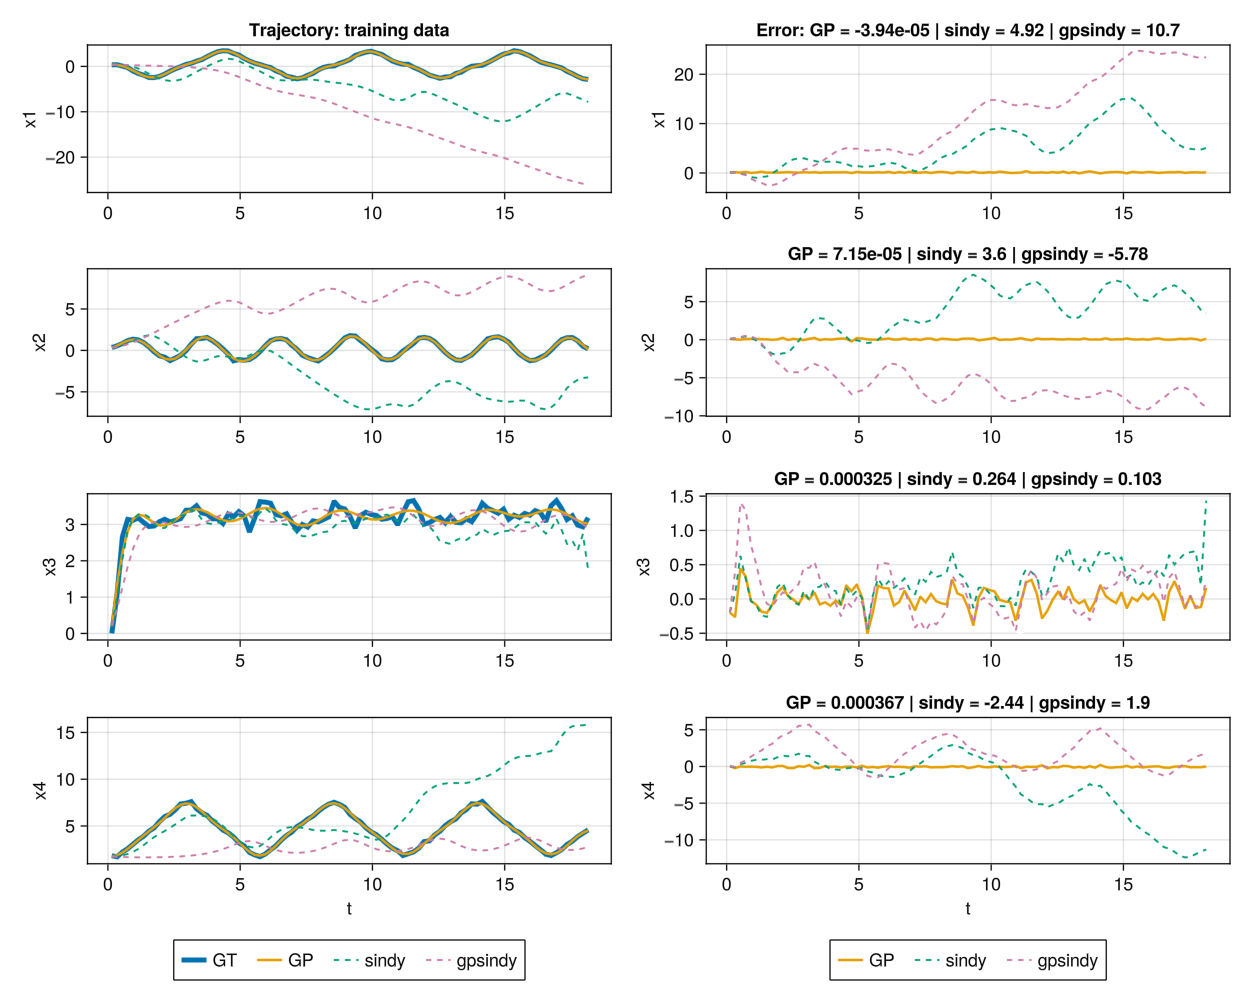 Trajectory: training data
x1
0
−10
−20
0 5 10 15
Error: GP = -3.94e-05 | sindy = 4.92 | gpsindy = 10.7
x1
20
10
0
0 5 10 15
x2
5
0
−5
0 5 10 15
GP = 7.15e-05 | sindy = 3.6 | gpsindy = -5.78
x2
5
0
−5
−10
0 5 10 15
x3
3
2
1
0
0 5 10 15
GP = 0.000325 | sindy = 0.264 | gpsindy = 0.103
x3
1.5
1.0
0.5
0.0
−0.5
0 5 10 15
x4
15
10
5
0 5 10 15
t
GP = 0.000367 | sindy = -2.44 | gpsindy = 1.9
x4
5
0
−5
−10
0 5 10 15
t
GT GP sindy gpsindy
GP sindy gpsindy